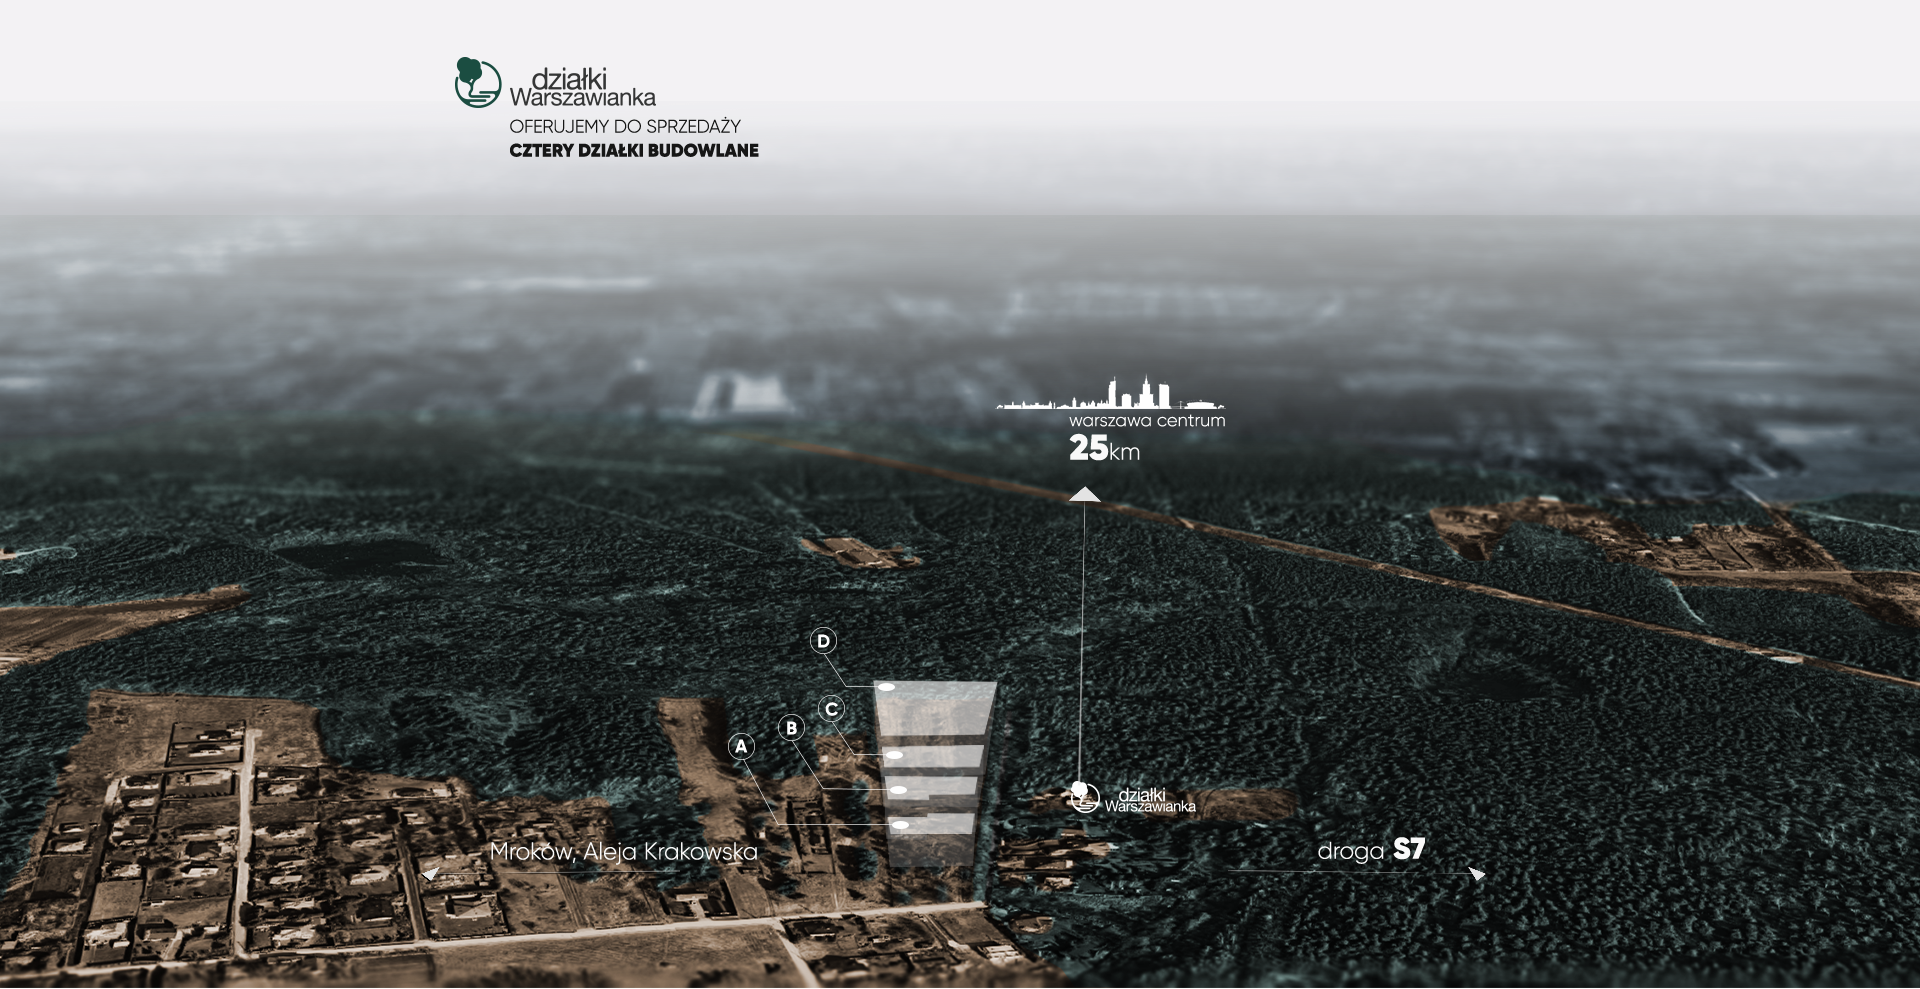 działki
Warszawianka
OFERUJEMY DO SPRZEDAŻY
CZTERY DZIAŁKI BUDOWLANE
warszawa centrum
25km
D
C
B
A
działki
Warszawianka
Mroków, Aleja Krakowska
droga S7